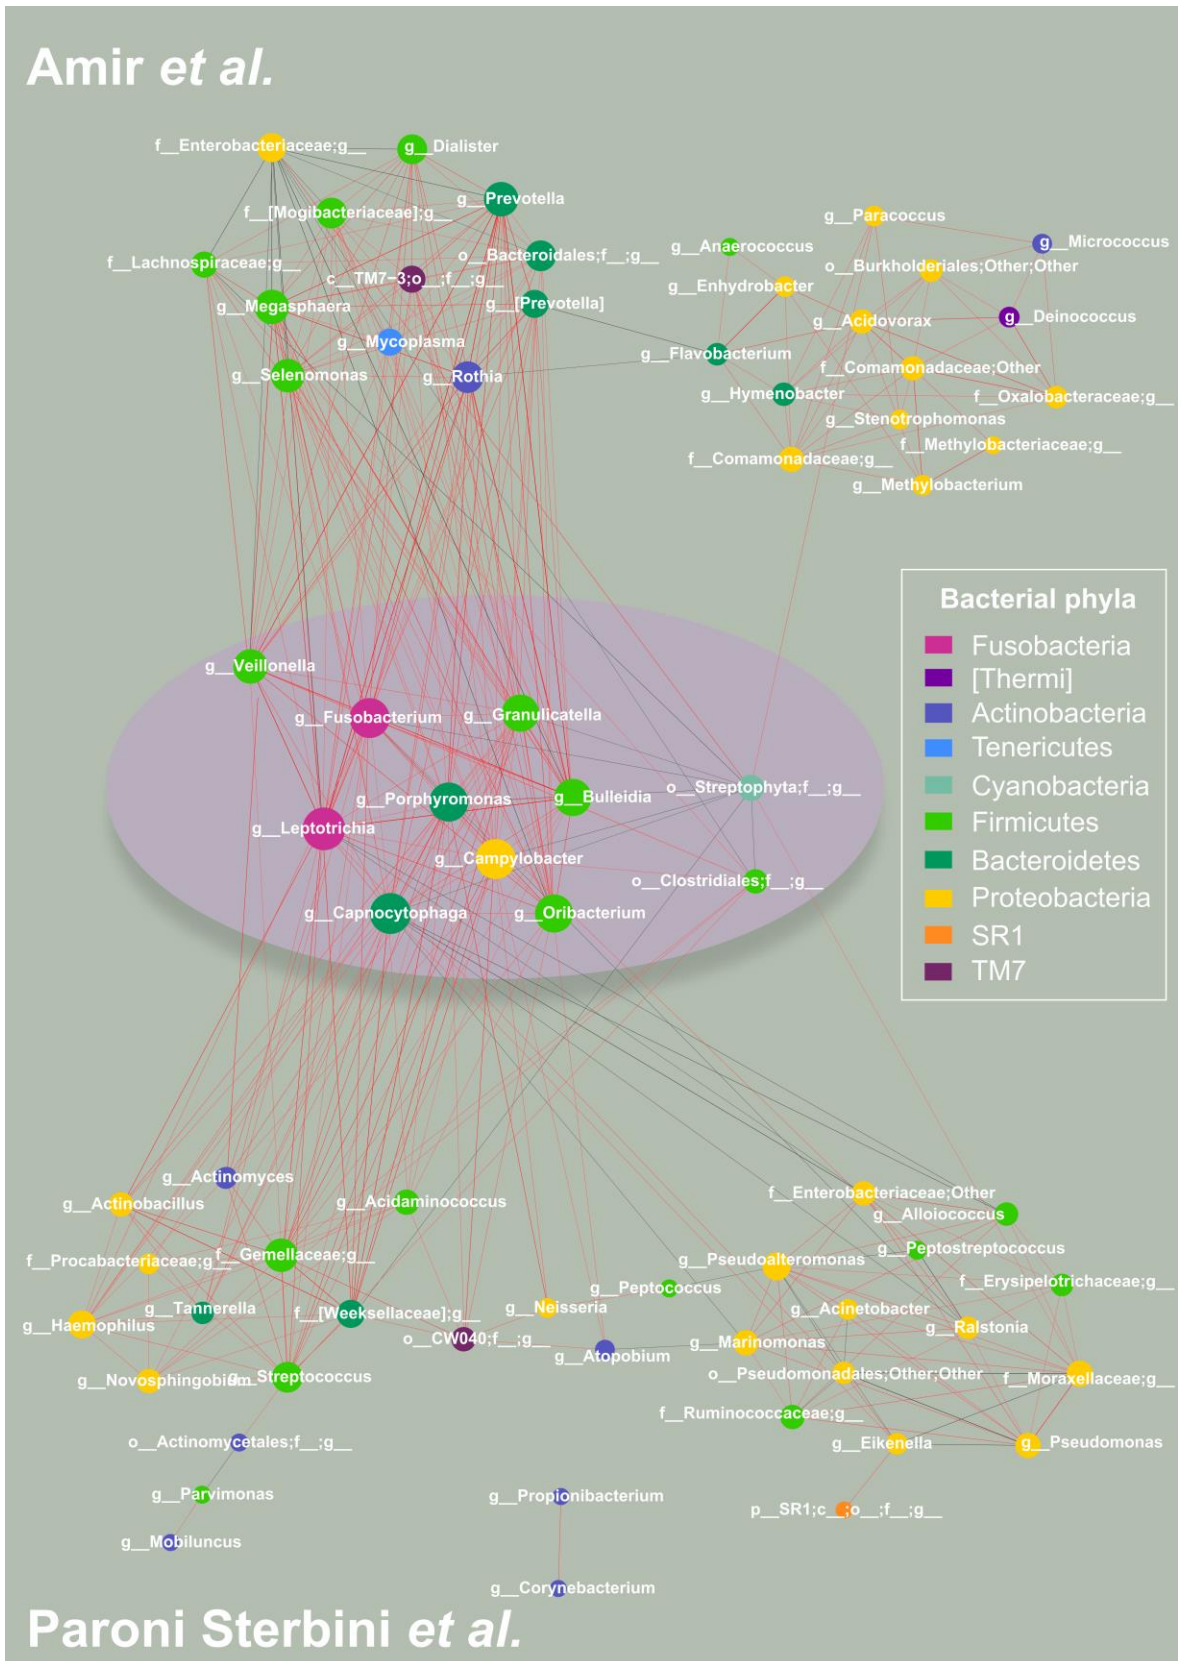 Amir et al.
f__Enterobacteriaceae;g__
g__Dialister
g__Prevotella
f__[Mogibacteriaceae];g__
o__Bacteroidales;f__;g__
f__Lachnospiraceae;g__
c__TM7−3;o__;f__;g__
g__Megasphaera
g__[Prevotella]
g__Mycoplasma
g__Selenomonas
g__Rothia
g__Paracoccus
g__Anaerococcus
g__Micrococcus
o__Burkholderiales;Other;Other
g__Enhydrobacter
g__Acidovorax
g__Deinococcus
g__Flavobacterium
f__Comamonadaceae;Other
g__Hymenobacter
f__Oxalobacteraceae;g__
g__Stenotrophomonas
f__Methylobacteriaceae;g__
f__Comamonadaceae;g__
g__Methylobacterium
Bacterial phyla
Fusobacteria
[Thermi]
Actinobacteria
Tenericutes
Cyanobacteria
Firmicutes
Bacteroidetes
Proteobacteria
SR1
TM7
g__Veillonella
g__Fusobacterium
g__Granulicatella
o__Streptophyta;f__;g__
g__Porphyromonas
g__Bulleidia
g__Leptotrichia
g__Campylobacter
o__Clostridiales;f__;g__
g__Capnocytophaga
g__Oribacterium
g__Actinomyces
g__Actinobacillus
g__Acidaminococcus
f__Procabacteriaceae;g__
f__Gemellaceae;g__
g__Tannerella
f__[Weeksellaceae];g__
g__Haemophilus
g__Neisseria
o__CW040;f__;g__
g__Atopobium
g__Novosphingobium
g__Streptococcus
o__Actinomycetales;f__;g__
g__Parvimonas
g__Mobiluncus
g__Propionibacterium
g__Corynebacterium
f__Enterobacteriaceae;Other
g__Alloiococcus
g__Peptostreptococcus
g__Pseudoalteromonas
g__Peptococcus
f__Erysipelotrichaceae;g__
g__Acinetobacter
g__Ralstonia
g__Marinomonas
o__Pseudomonadales;Other;Other
f__Moraxellaceae;g__
f__Ruminococcaceae;g__
g__Eikenella
g__Pseudomonas
p__SR1;c__;o__;f__;g__
Paroni Sterbini et al.